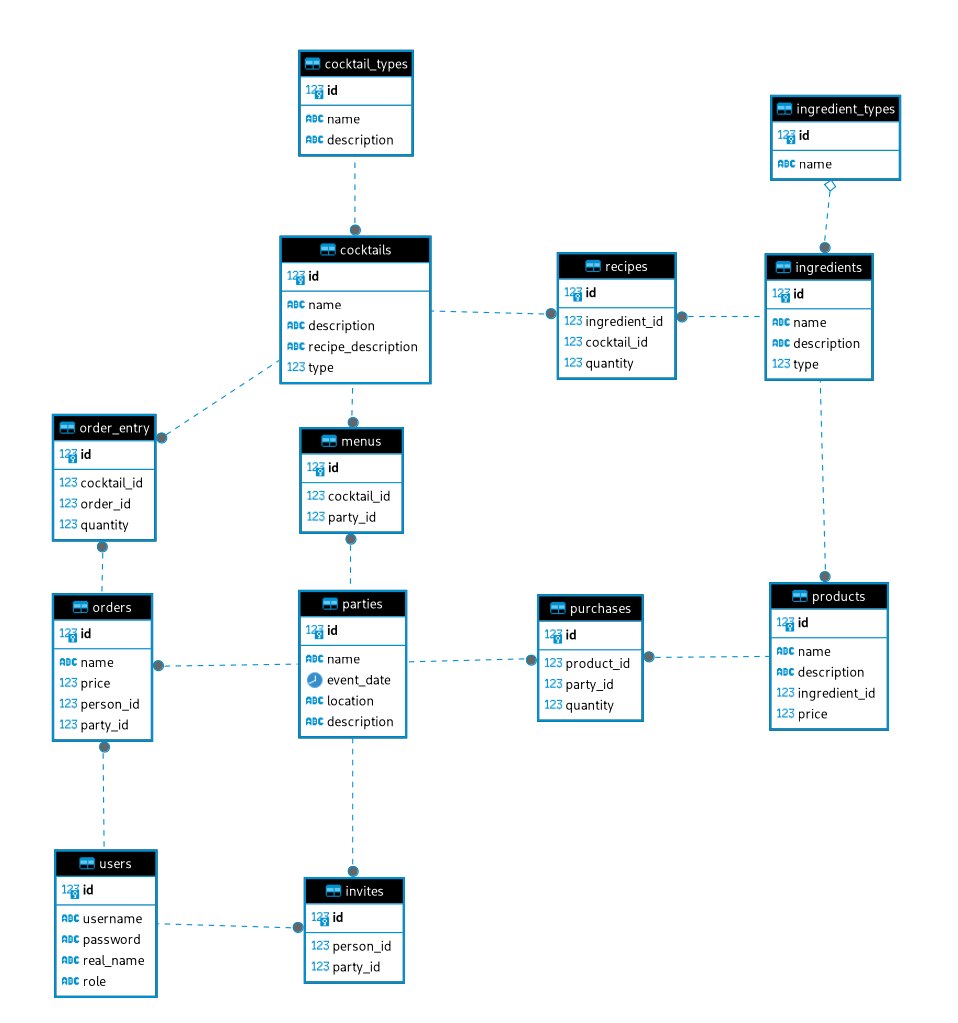 cocktail_types
123 id
ABC name
ABC description
ingredient_types
123 id
ABC name
cocktails
123 id
ABC name
ABC description
ABC recipe_description
123 type
recipes
123 id
123 ingredient_id
123 cocktail_id
123 quantity
ingredients
123 id
ABC name
ABC description
123 type
order_entry
123 id
123 cocktail_id
123 order_id
123 quantity
menus
123 id
123 cocktail_id
123 party_id
orders
123 id
ABC name
123 price
123 person_id
123 party_id
parties
123 id
ABC name
event_date
ABC location
ABC description
purchases
123 id
123 product_id
123 party_id
123 quantity
products
123 id
ABC name
ABC description
123 ingredient_id
123 price
users
123 id
ABC username
ABC password
ABC real_name
ABC role
invites
123 id
123 person_id
123 party_id